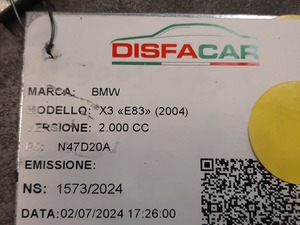 DISFACAR
MARCA: BMW
MODELLO: X3 «E83» (2004)
VERSIONE: 2.000 CC
N47D20A
EMISSIONE:
NS: 1573/2024
DATA: 02/07/2024 17:26:00